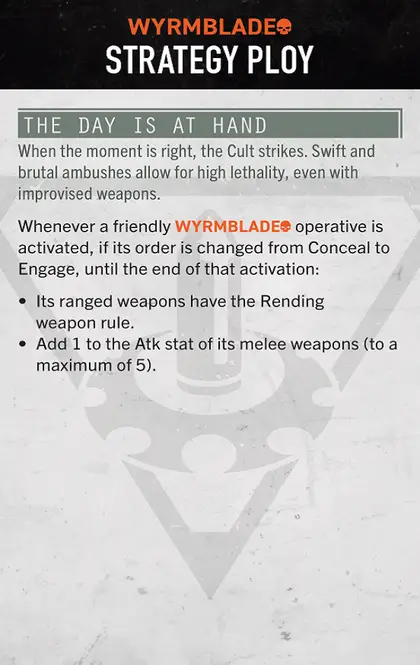 WYRMBLADE
STRATEGY PLOY
THE DAY IS AT HAND
When the moment is right, the Cult strikes. Swift and
brutal ambushes allow for high lethality, even with
improvised weapons.
Whenever a friendly WYRMBLADE operative is
activated, if its order is changed from Conceal to
Engage, until the end of that activation:
• Its ranged weapons have the Rending
weapon rule.
• Add 1 to the Atk stat of its melee weapons (to a
maximum of 5).